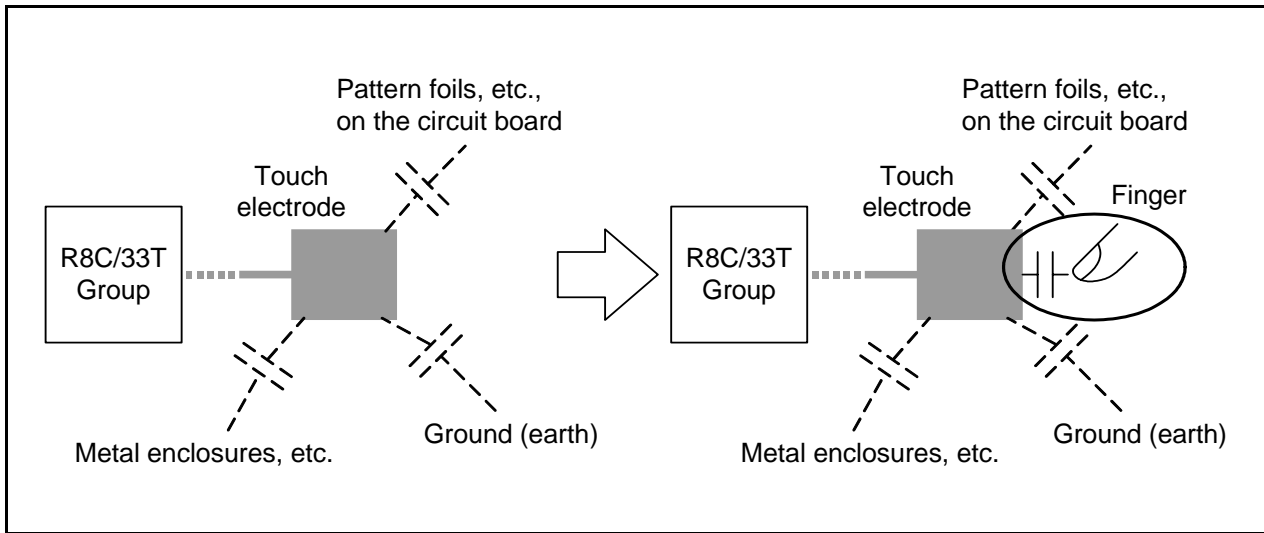 Pattern foils, etc.,
on the circuit board
Touch
electrode
R8C/33T
Group
Metal enclosures, etc.
Ground (earth)
Pattern foils, etc.,
on the circuit board
Touch
electrode
Finger
R8C/33T
Group
Metal enclosures, etc.
Ground (earth)